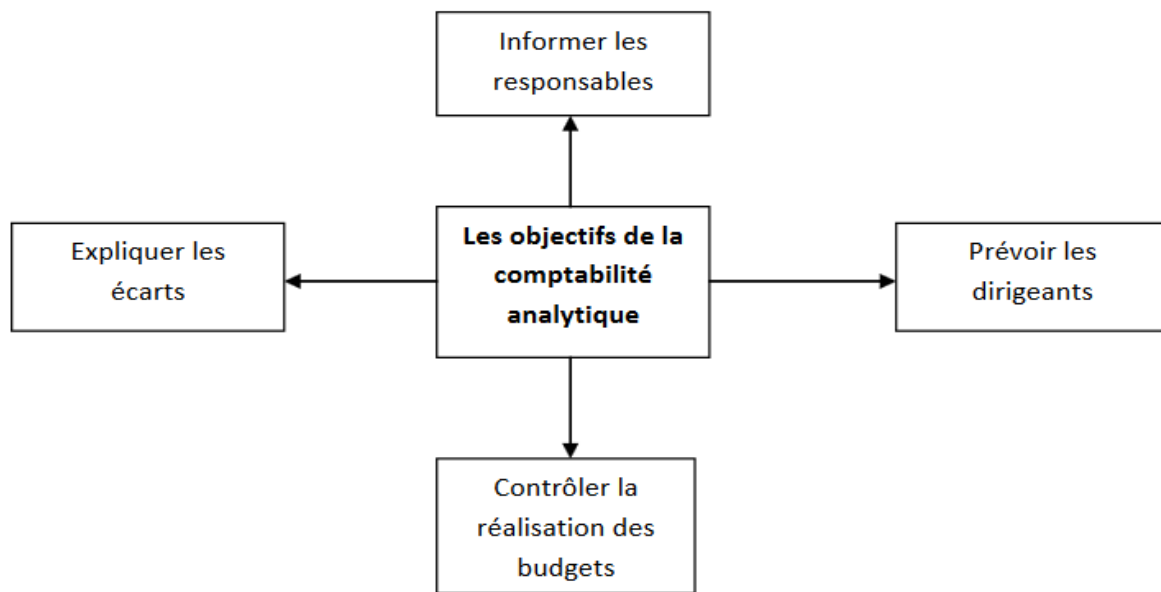 Informer les
responsables
Expliquer les
écarts
Les objectifs de la
comptabilité
analytique
Prévoir les
dirigeants
Contrôler la
réalisation des
budgets